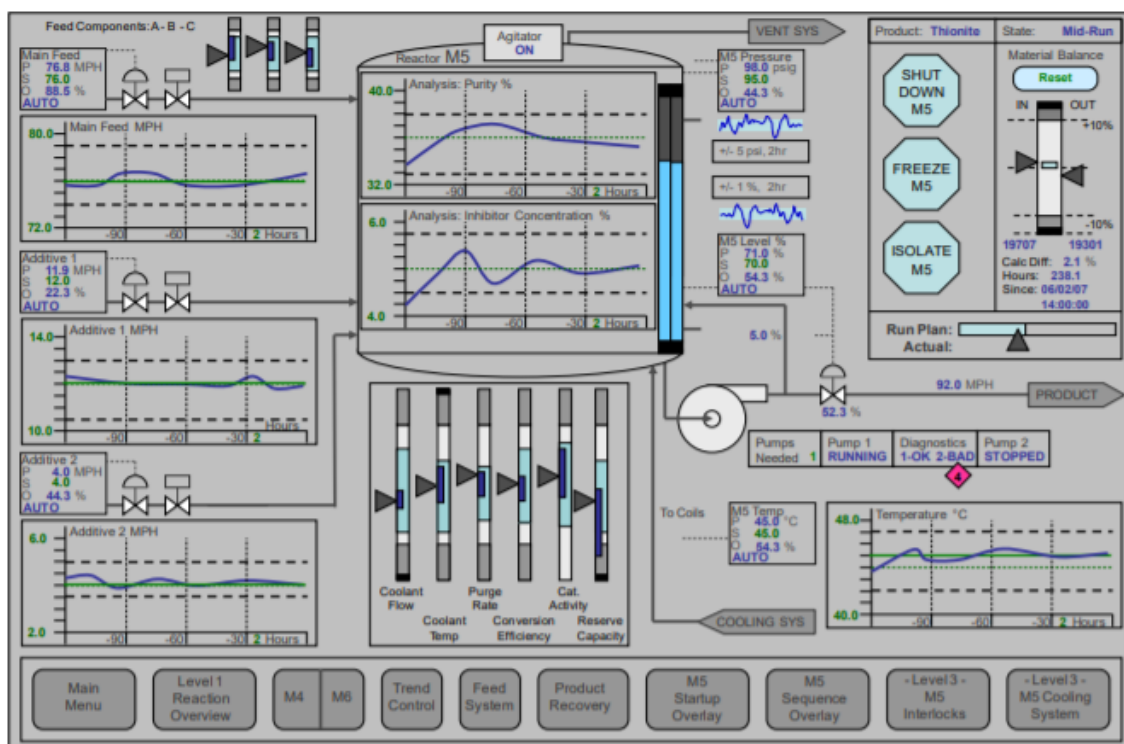 Feed Components: A - B - C
Main Feed
P 76.8 MPH
S 76.0
O 88.5 %
AUTO
80.0
Main Feed MPH
72.0
-90 -60 -30 2 Hours
Additive 1
P 11.9 MPH
S 12.0
O 22.3 %
AUTO
14.0
Additive 1 MPH
10.0
Hours
-90 -60 -30 2
Additive 2
P 4.0 MPH
S 4.0
O 44.3 %
AUTO
6.0
Additive 2 MPH
2.0
-90 -60 -30 2 Hours
Reactor M5
Agitator
ON
VENT SYS
40.0
Analysis: Purity %
32.0
-90 -60 -30 2 Hours
6.0
Analysis: Inhibitor Concentration %
4.0
-90 -60 -30 2 Hours
M5 Pressure
P 98.0 psig
S 95.0
O 44.3 %
AUTO
+/- 5 psi, 2hr
+/- 1 %, 2hr
M5 Level %
P 71.0 %
S 70.0
O 54.3 %
AUTO
5.0 %
Product: Thionite
State: Mid-Run
SHUT
DOWN
M5
FREEZE
M5
ISOLATE
M5
Material Balance
Reset
IN OUT
+10%
-10%
19707 19301
Calc Diff: 2.1 %
Hours: 238.1
Since: 06/02/07
14:00:00
Run Plan:
Actual:
92.0 MPH
PRODUCT
52.3 %
Pumps
Needed 1
Pump 1
RUNNING
Diagnostics
1-OK 2-BAD
Pump 2
STOPPED
4
Coolant
Flow
Coolant
Temp
Purge
Rate
Conversion
Efficiency
Cat.
Activity
Reserve
Capacity
To Coils
M5 Temp
P 45.0 °C
S 45.0
O 54.3 %
AUTO
COOLING SYS
48.0
Temperature °C
40.0
-90 -60 -30 2 Hours
Main
Menu
Level 1
Reaction
Overview
M4
M6
Trend
Control
Feed
System
Product
Recovery
M5
Startup
Overlay
M5
Sequence
Overlay
- Level 3 -
M5
Interlocks
- Level 3 -
M5 Cooling
System